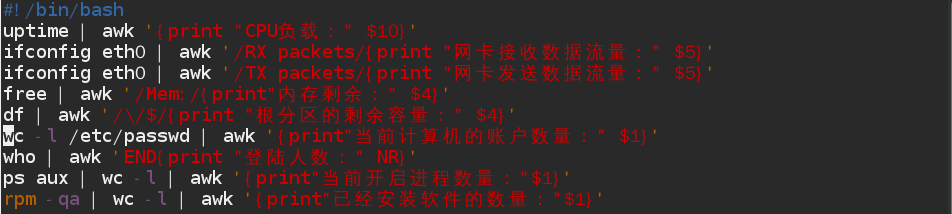 #!/bin/bash
uptime | awk '{print "CPU负载：" $10}'
ifconfig eth0 | awk '/RX packets/{print "网卡接收数据流量：" $5}'
ifconfig eth0 | awk '/TX packets/{print "网卡发送数据流量：" $5}'
free | awk '/Mem:/{print"内存剩余：" $4}'
df | awk '/\/$/{print "根分区的剩余容量：" $4}'
wc -l /etc/passwd | awk '{print"当前计算机的账户数量：" $1}'
who | awk 'END{print "登陆人数：" NR}'
ps aux | wc -l | awk '{print"当前开启进程数量："$1}'
rpm -qa | wc -l | awk '{print"已经安装软件的数量："$1}'